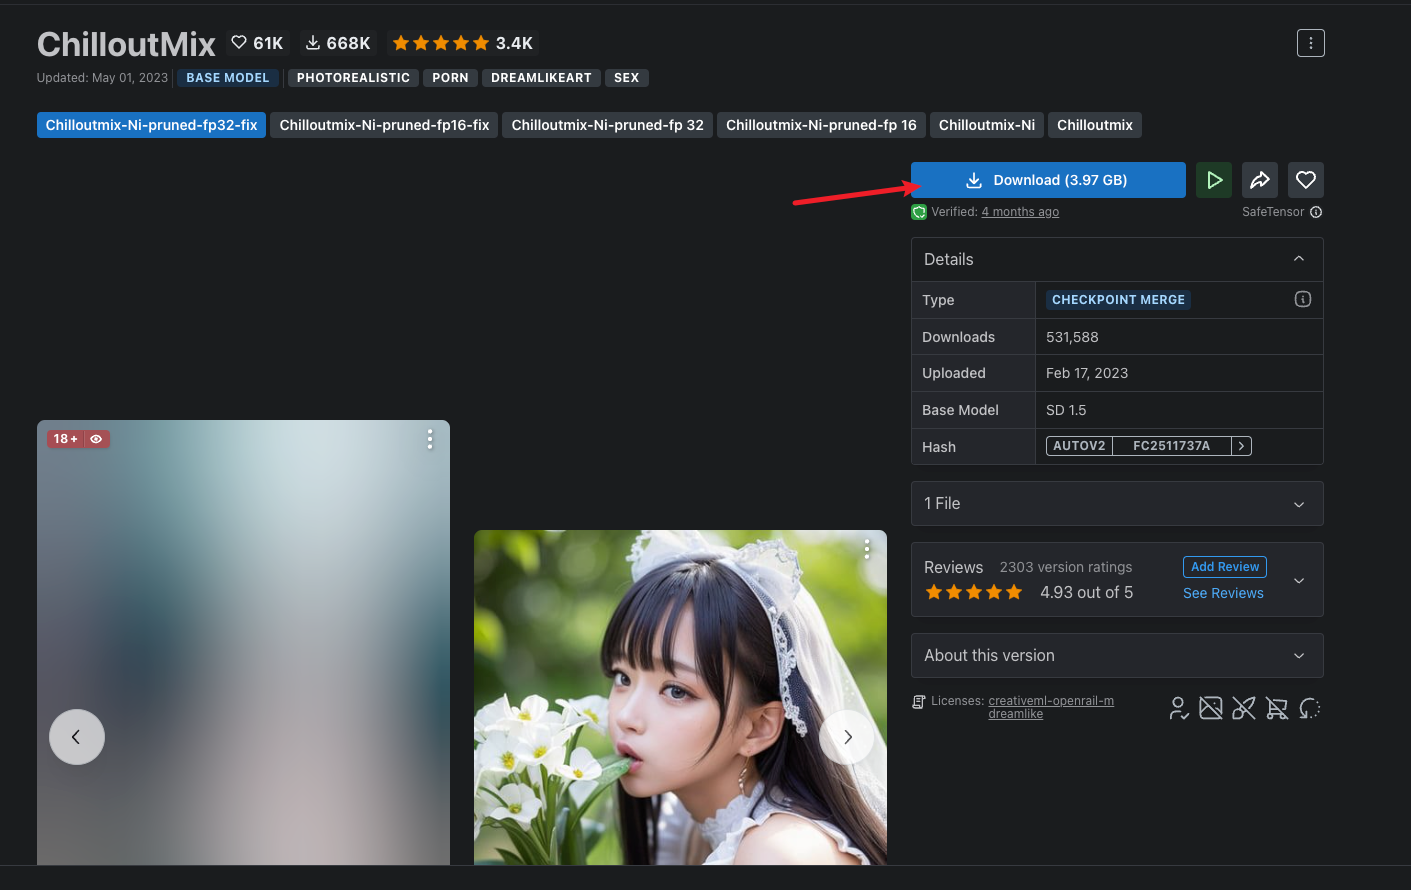 ChilloutMix 61K 668K 3.4K
Updated: May 01, 2023 BASE MODEL PHOTOREALISTIC PORN DREAMLIKEART SEX
Chilloutmix-Ni-pruned-fp32-fix Chilloutmix-Ni-pruned-fp16-fix Chilloutmix-Ni-pruned-fp 32 Chilloutmix-Ni-pruned-fp 16 Chilloutmix-Ni Chilloutmix
Download (3.97 GB)
Verified: 4 months ago SafeTensor
Details
Type CHECKPOINT MERGE
Downloads 531,588
Uploaded Feb 17, 2023
Base Model SD 1.5
Hash AUTOV2 FC2511737A
1 File
Reviews 2303 version ratings Add Review
4.93 out of 5 See Reviews
About this version
Licenses: creativeml-openrail-m
dreamlike
18+